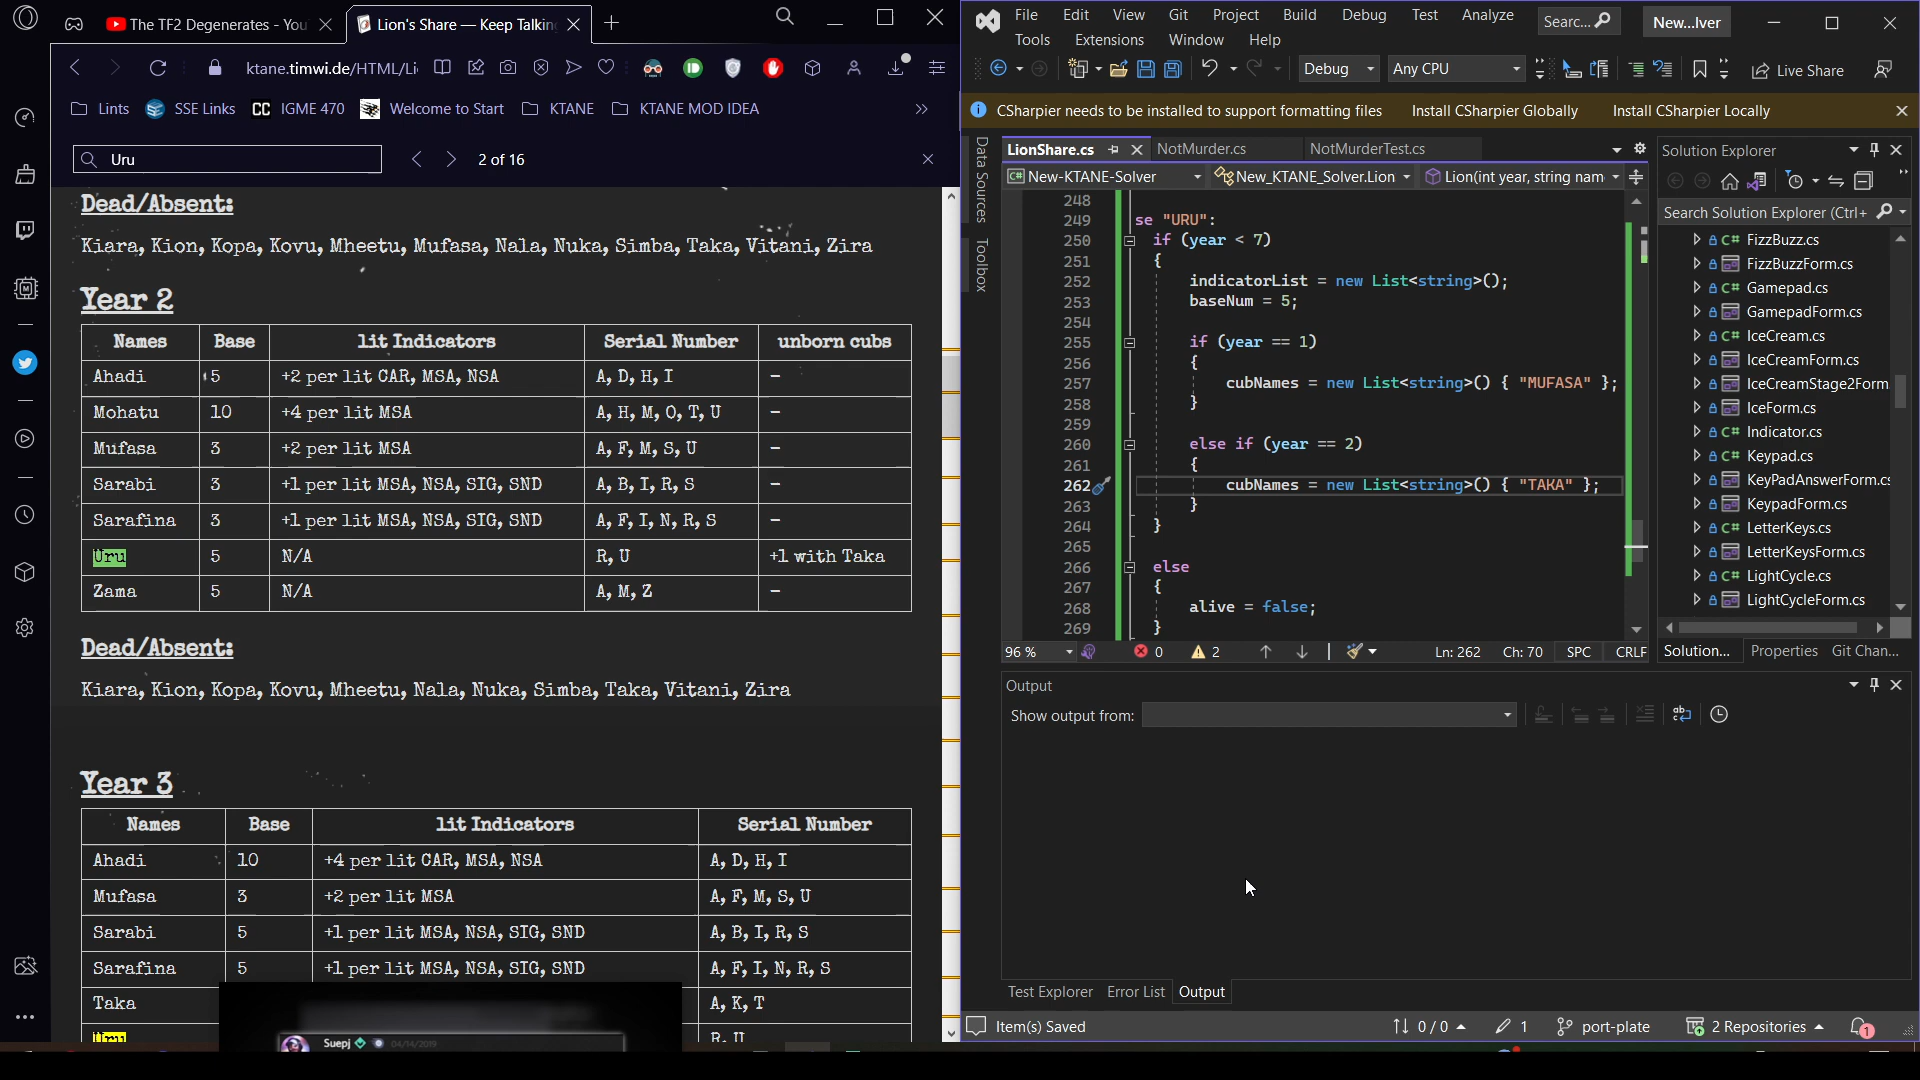 The TF2 Degenerates - You
Lion's Share — Keep Talkin
ktane.timwi.de/HTML/Li
Lints
SSE Links
CC IGME 470
Welcome to Start
KTANE
KTANE MOD IDEA
Uru
2 of 16
Dead/Absent:
Kiara, Kion, Kopa, Kovu, Mheetu, Mufasa, Nala, Nuka, Simba, Taka, Vitani, Zira
Year 2
Names Base lit Indicators Serial Number unborn cubs
Ahadi 5 +2 per lit CAR, MSA, NSA A, D, H, I –
Mohatu 10 +4 per lit MSA A, H, M, O, T, U –
Mufasa 3 +2 per lit MSA A, F, M, S, U –
Sarabi 3 +1 per lit MSA, NSA, SIG, SND A, B, I, R, S –
Sarafina 3 +1 per lit MSA, NSA, SIG, SND A, F, I, N, R, S –
Uru 5 N/A R, U +1 with Taka
Zama 5 N/A A, M, Z –
Dead/Absent:
Kiara, Kion, Kopa, Kovu, Mheetu, Nala, Nuka, Simba, Taka, Vitani, Zira
Year 3
Names Base lit Indicators Serial Number
Ahadi 10 +4 per lit CAR, MSA, NSA A, D, H, I
Mufasa 3 +2 per lit MSA A, F, M, S, U
Sarabi 5 +1 per lit MSA, NSA, SIG, SND A, B, I, R, S
Sarafina 5 +1 per lit MSA, NSA, SIG, SND A, F, I, N, R, S
Taka A, K, T
Uru R, U
Suepj 04/14/2019
File Edit View Git Project Build Debug Test Analyze
Tools Extensions Window Help
Searc...
New...lver
Debug
Any CPU
Live Share
CSharpier needs to be installed to support formatting files Install CSharpier Globally Install CSharpier Locally
Data Sources
Toolbox
LionShare.cs
NotMurder.cs
NotMurderTest.cs
New-KTANE-Solver
New_KTANE_Solver.Lion
Lion(int year, string nam
248
249 se "URU":
250 if (year < 7)
251 {
252 indicatorList = new List<string>();
253 baseNum = 5;
254
255 if (year == 1)
256 {
257 cubNames = new List<string>() { "MUFASA" };
258 }
259
260 else if (year == 2)
261 {
262 cubNames = new List<string>() { "TAKA" };
263 }
264 }
265
266 else
267 {
268 alive = false;
269 }
96 %
0
2
Ln: 262 Ch: 70 SPC CRLF
Solution Explorer
Search Solution Explorer (Ctrl+
C# FizzBuzz.cs
FizzBuzzForm.cs
C# Gamepad.cs
GamepadForm.cs
C# IceCream.cs
IceCreamForm.cs
IceCreamStage2Form
IceForm.cs
C# Indicator.cs
C# Keypad.cs
KeyPadAnswerForm.cs
KeypadForm.cs
C# LetterKeys.cs
LetterKeysForm.cs
C# LightCycle.cs
LightCycleForm.cs
Solution... Properties Git Chan...
Output
Show output from:
Test Explorer Error List Output
Item(s) Saved
0 / 0
1
port-plate
2 Repositories
1